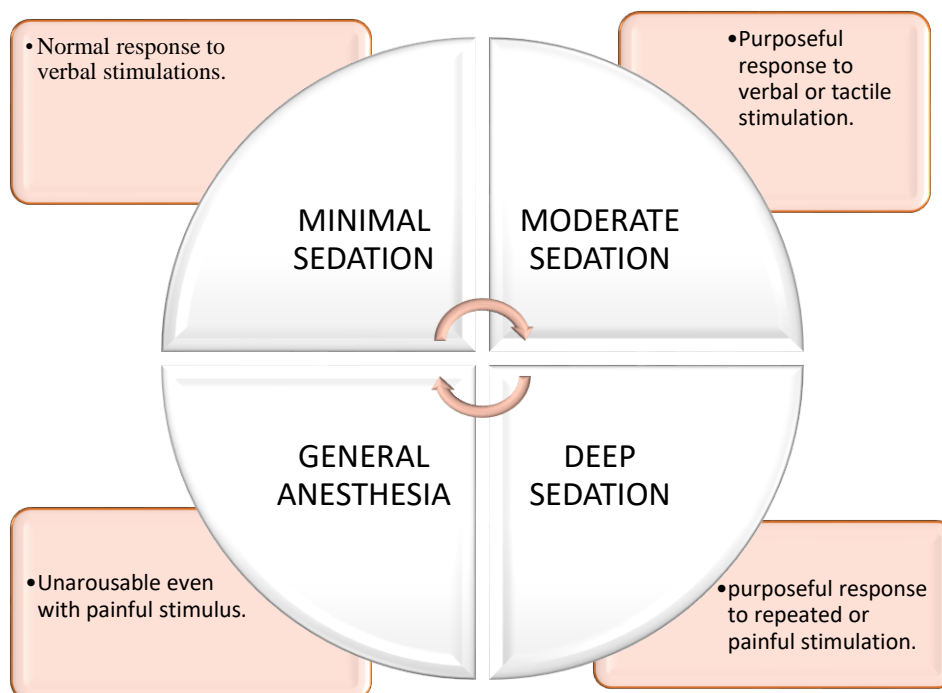 • Normal response to
verbal stimulations.
•Purposeful
response to
verbal or tactile
stimulation.
MINIMAL
SEDATION
MODERATE
SEDATION
GENERAL
ANESTHESIA
DEEP
SEDATION
•Unarousable even
with painful stimulus.
•purposeful response
to repeated or
painful stimulation.